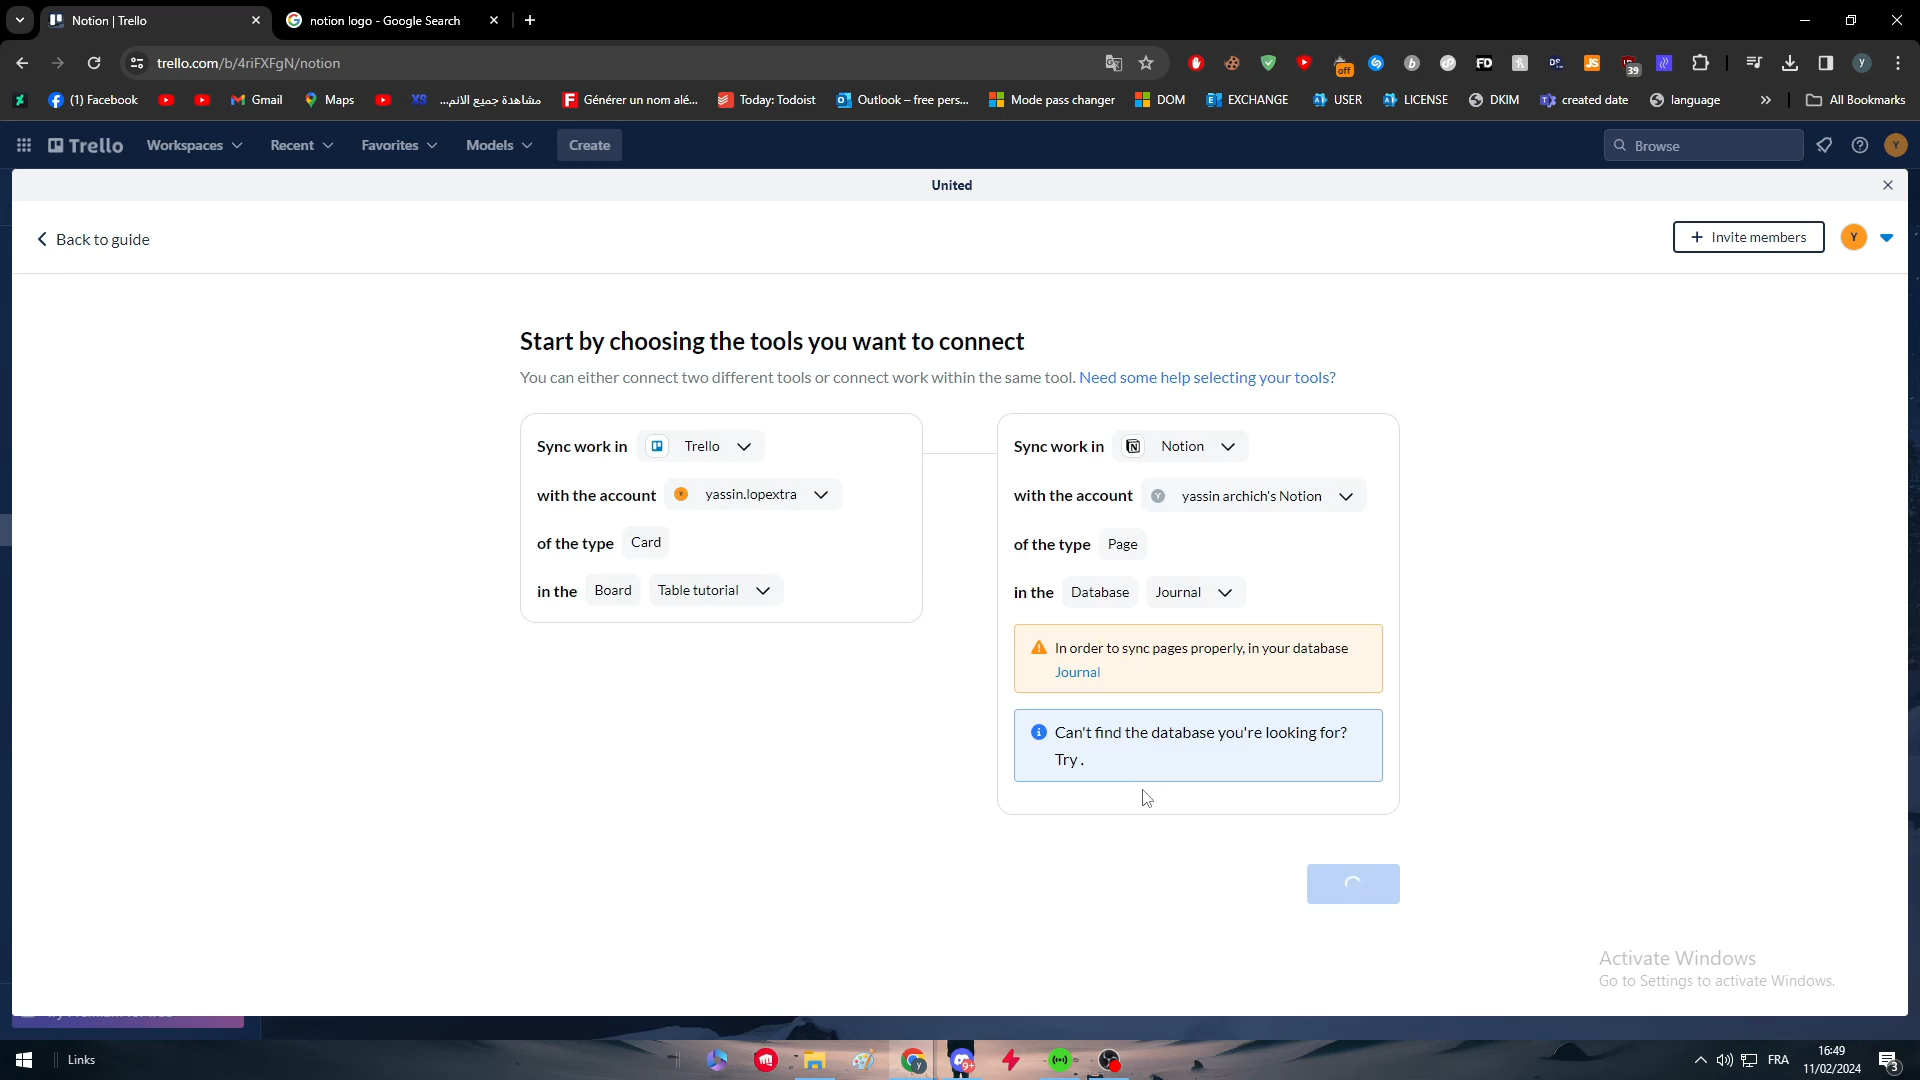 Notion | Trello
notion logo - Google Search
trello.com/b/4riFXFgN/notion
off
FD
JS
39
y
(1) Facebook
Gmail
Maps
XS
مشاهدة جميع الانم...
Générer un nom alé...
Today: Todoist
Outlook – free pers...
Mode pass changer
DOM
EXCHANGE
USER
LICENSE
DKIM
created date
language
»
All Bookmarks
Trello
Workspaces
Recent
Favorites
Models
Create
Browse
Y
United
Back to guide
+ Invite members
Y
Start by choosing the tools you want to connect
You can either connect two different tools or connect work within the same tool. Need some help selecting your tools?
Sync work in Trello
with the account Y yassin.lopextra
of the type Card
in the Board Table tutorial
Sync work in Notion
with the account Y yassin archich's Notion
of the type Page
in the Database Journal
In order to sync pages properly, in your database
Journal
Can't find the database you're looking for?
Try .
Activate Windows
Go to Settings to activate Windows.
Links
9+
FRA
16:49
11/02/2024
3